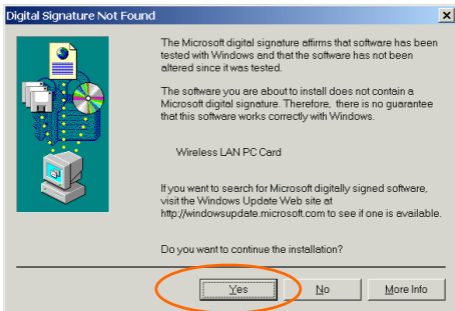 Digital Signature Not Found
The Microsoft digital signature affirms that software has been
tested with Windows and that the software has not been
altered since it was tested.
The software you are about to install does not contain a
Microsoft digital signature. Therefore, there is no guarantee
that this software works correctly with Windows.
Wireless LAN PC Card
If you want to search for Microsoft digitally signed software,
visit the Windows Update Web site at
http://windowsupdate.microsoft.com to see if one is available.
Do you want to continue the installation?
Yes No More Info